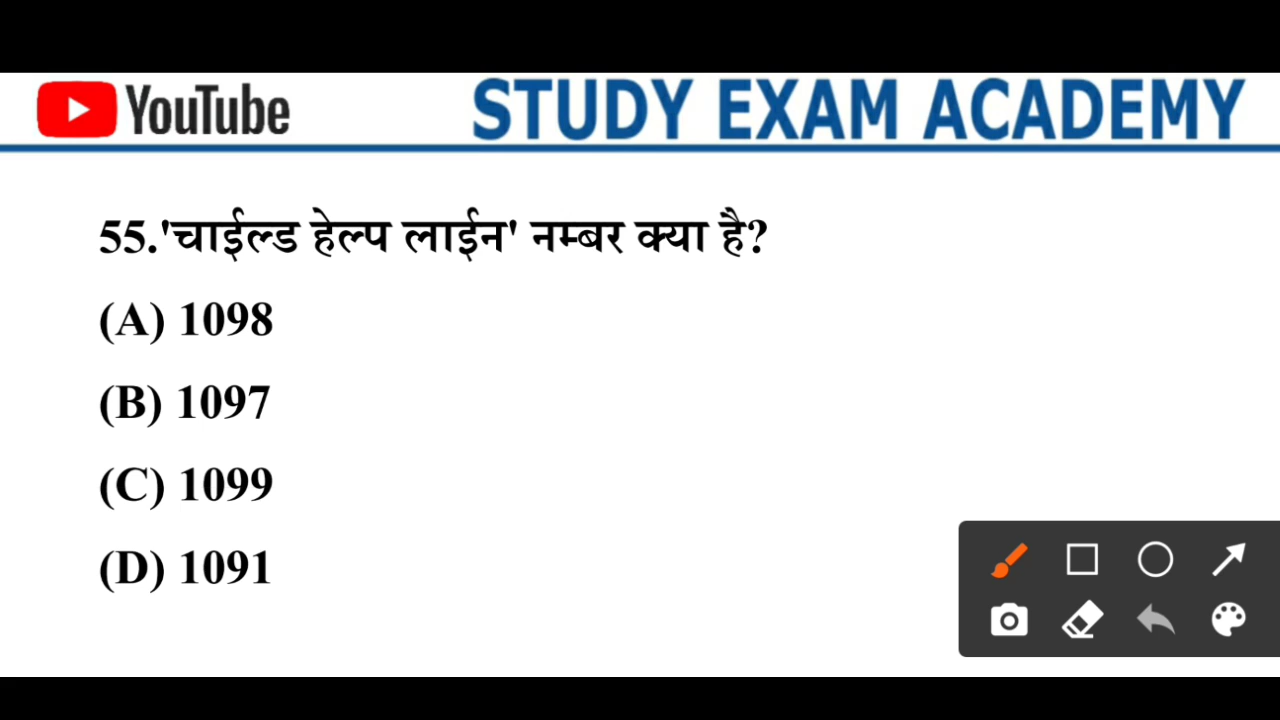 YouTube STUDY EXAM ACADEMY
55.'चाईल्ड हेल्प लाईन' नम्बर क्या है?
(A) 1098
(B) 1097
(C) 1099
(D) 1091